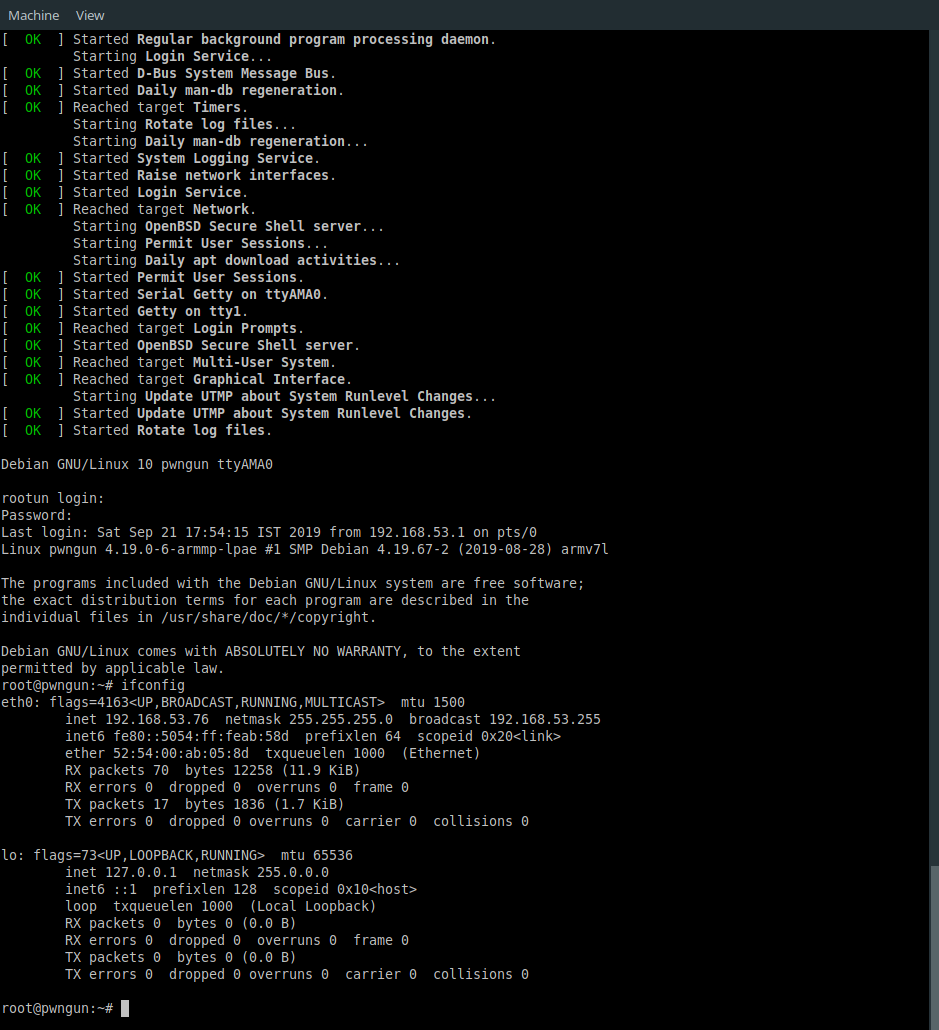 Machine View
[  OK  ] Started Regular background program processing daemon.
         Starting Login Service...
[  OK  ] Started D-Bus System Message Bus.
[  OK  ] Started Daily man-db regeneration.
[  OK  ] Reached target Timers.
         Starting Rotate log files...
         Starting Daily man-db regeneration...
[  OK  ] Started System Logging Service.
[  OK  ] Started Raise network interfaces.
[  OK  ] Started Login Service.
[  OK  ] Reached target Network.
         Starting OpenBSD Secure Shell server...
         Starting Permit User Sessions...
         Starting Daily apt download activities...
[  OK  ] Started Permit User Sessions.
[  OK  ] Started Serial Getty on ttyAMA0.
[  OK  ] Started Getty on tty1.
[  OK  ] Reached target Login Prompts.
[  OK  ] Started OpenBSD Secure Shell server.
[  OK  ] Reached target Multi-User System.
[  OK  ] Reached target Graphical Interface.
         Starting Update UTMP about System Runlevel Changes...
[  OK  ] Started Update UTMP about System Runlevel Changes.
[  OK  ] Started Rotate log files.
Debian GNU/Linux 10 pwngun ttyAMA0
rootun login:
Password:
Last login: Sat Sep 21 17:54:15 IST 2019 from 192.168.53.1 on pts/0
Linux pwngun 4.19.0-6-armmp-lpae #1 SMP Debian 4.19.67-2 (2019-08-28) armv7l
The programs included with the Debian GNU/Linux system are free software;
the exact distribution terms for each program are described in the
individual files in /usr/share/doc/*/copyright.
Debian GNU/Linux comes with ABSOLUTELY NO WARRANTY, to the extent
permitted by applicable law.
root@pwngun:~# ifconfig
eth0: flags=4163<UP,BROADCAST,RUNNING,MULTICAST>  mtu 1500
        inet 192.168.53.76  netmask 255.255.255.0  broadcast 192.168.53.255
        inet6 fe80::5054:ff:feab:58d  prefixlen 64  scopeid 0x20<link>
        ether 52:54:00:ab:05:8d  txqueuelen 1000  (Ethernet)
        RX packets 70  bytes 12258 (11.9 KiB)
        RX errors 0  dropped 0  overruns 0  frame 0
        TX packets 17  bytes 1836 (1.7 KiB)
        TX errors 0  dropped 0 overruns 0  carrier 0  collisions 0
lo: flags=73<UP,LOOPBACK,RUNNING>  mtu 65536
        inet 127.0.0.1  netmask 255.0.0.0
        inet6 ::1  prefixlen 128  scopeid 0x10<host>
        loop  txqueuelen 1000  (Local Loopback)
        RX packets 0  bytes 0 (0.0 B)
        RX errors 0  dropped 0  overruns 0  frame 0
        TX packets 0  bytes 0 (0.0 B)
        TX errors 0  dropped 0 overruns 0  carrier 0  collisions 0
root@pwngun:~#